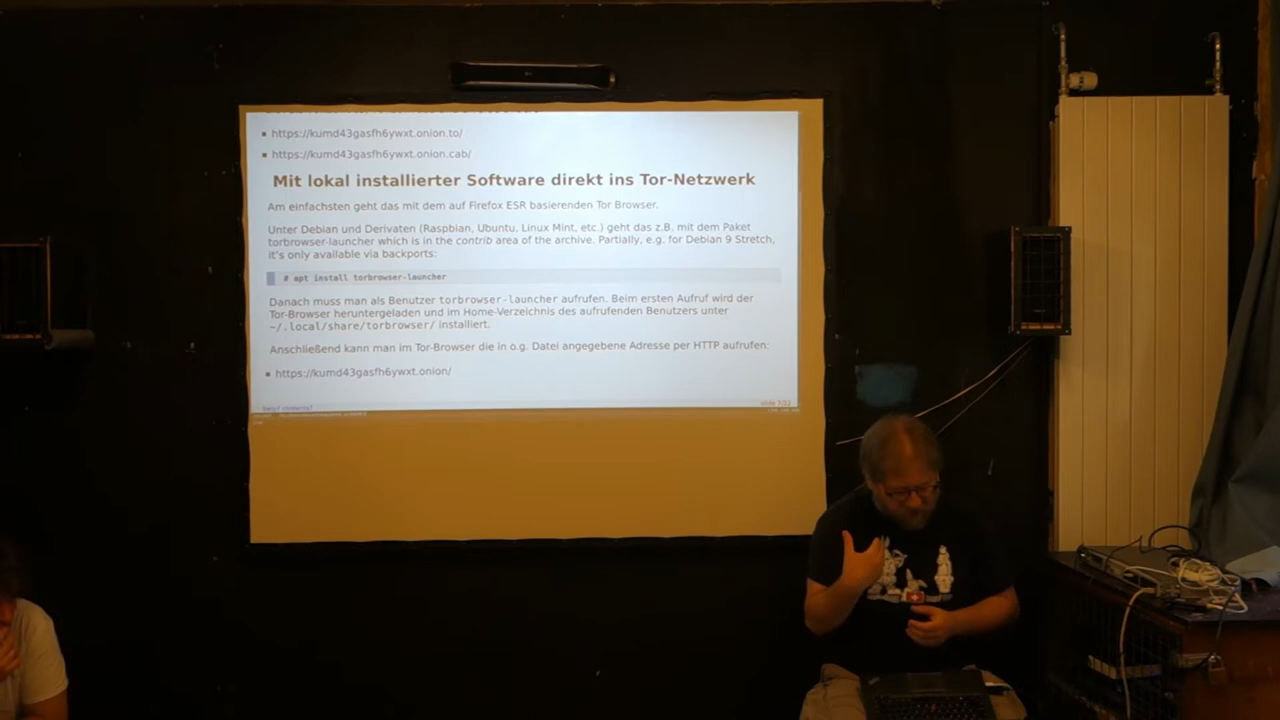 https://kumd43gasfh6ywxt.onion.to/
https://kumd43gasfh6ywxt.onion.cab/
Mit lokal installierter Software direkt ins Tor-Netzwerk
Am einfachsten geht das mit dem auf Firefox ESR basierenden Tor Browser.
Unter Debian und Derivaten (Raspbian, Ubuntu, Linux Mint, etc.) geht das z.B. mit dem Paket
torbrowser-launcher which is in the contrib area of the archive. Partially, e.g. for Debian 9 Stretch,
it's only available via backports:
# apt install torbrowser-launcher
Danach muss man als Benutzer torbrowser-launcher aufrufen. Beim ersten Aufruf wird der
Tor-Browser heruntergeladen und im Home-Verzeichnis des aufrufenden Benutzers unter
~/.local/share/torbrowser/ installiert.
Anschließend kann man im Tor-Browser die in o.g. Datei angegebene Adresse per HTTP aufrufen:
https://kumd43gasfh6ywxt.onion/
help? contents?
slide 7/22